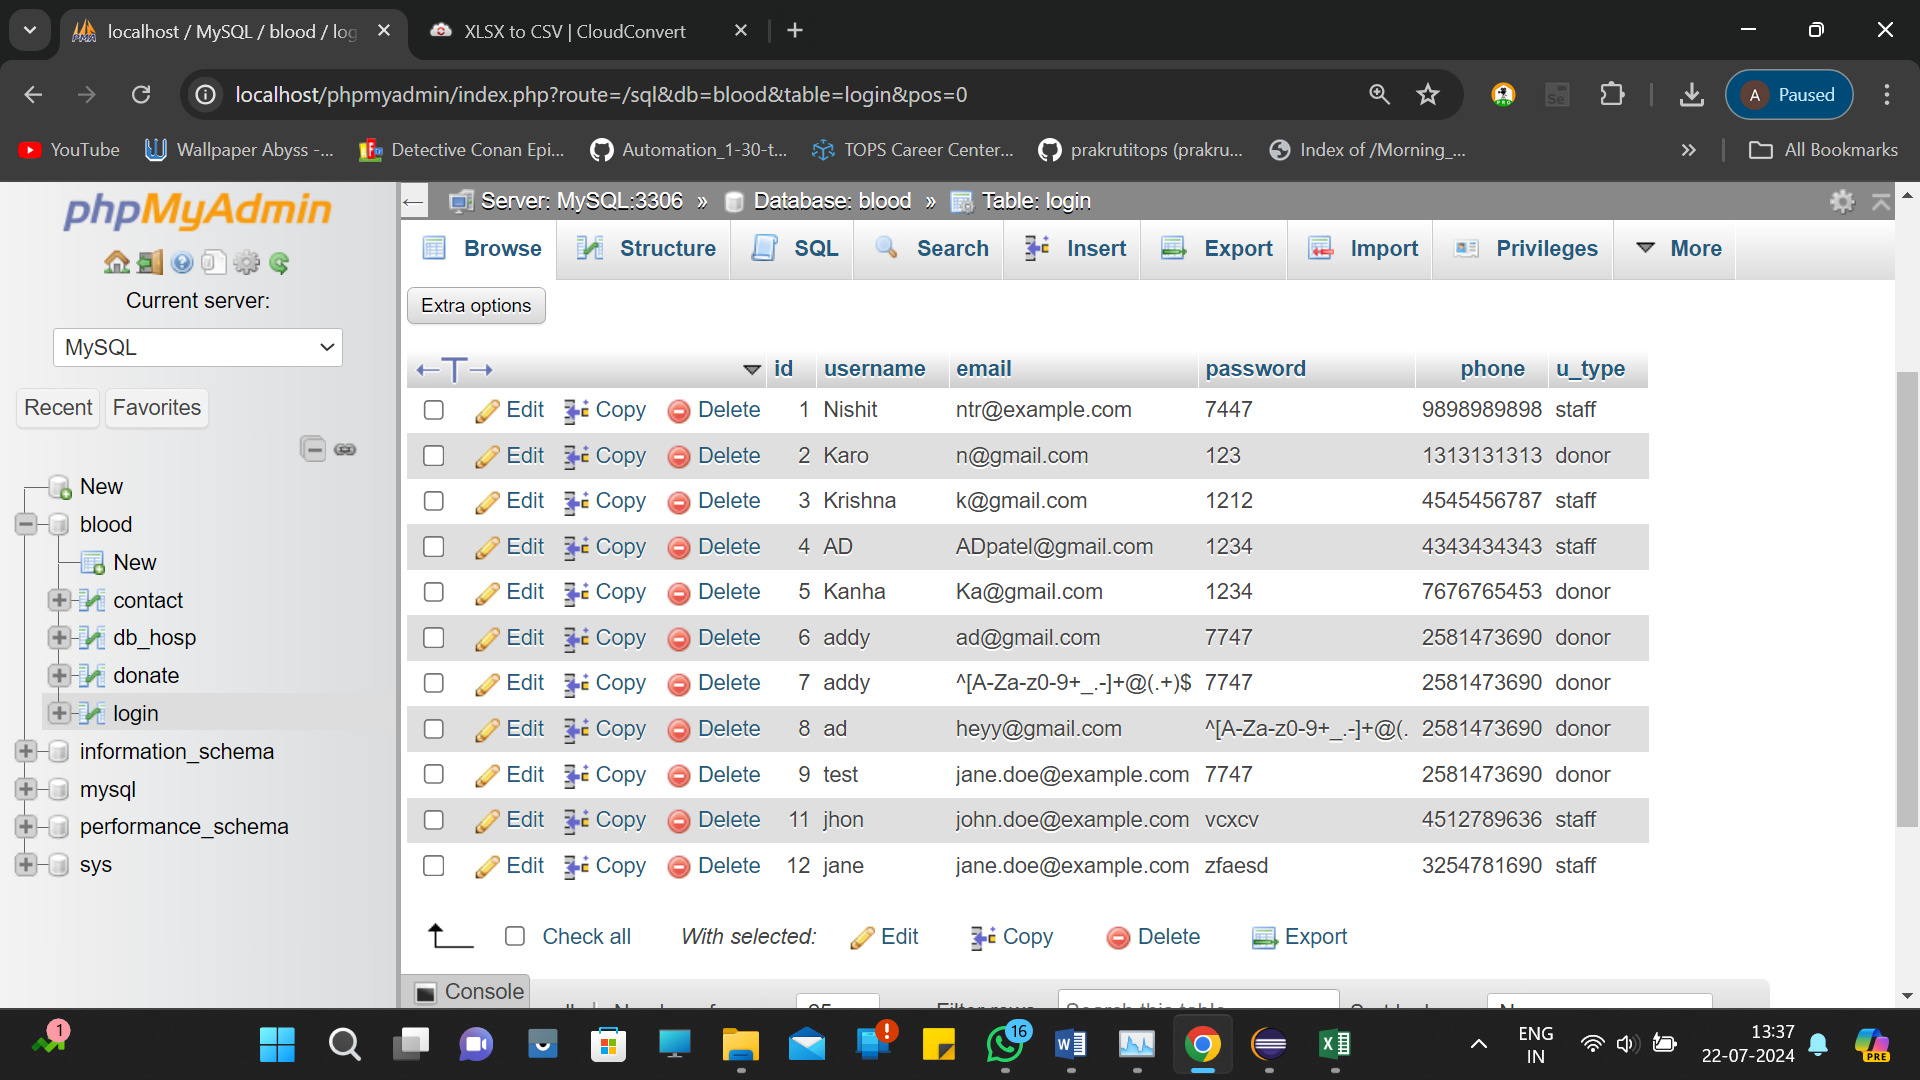 localhost / MySQL / blood / log
XLSX to CSV | CloudConvert
localhost/phpmyadmin/index.php?route=/sql&db=blood&table=login&pos=0
A Paused
YouTube
Wallpaper Abyss -...
Detective Conan Epi...
Automation_1-30-t...
TOPS Career Center...
prakrutitops (prakru...
Index of /Morning_...
All Bookmarks
phpMyAdmin
Current server:
MySQL
Recent Favorites
New
blood
New
contact
db_hosp
donate
login
information_schema
mysql
performance_schema
sys
Server: MySQL:3306 » Database: blood » Table: login
Browse Structure SQL Search Insert Export Import Privileges More
Extra options
id username email password phone u_type
Edit Copy Delete 1 Nishit ntr@example.com 7447 9898989898 staff
Edit Copy Delete 2 Karo n@gmail.com 123 1313131313 donor
Edit Copy Delete 3 Krishna k@gmail.com 1212 4545456787 staff
Edit Copy Delete 4 AD ADpatel@gmail.com 1234 4343434343 staff
Edit Copy Delete 5 Kanha Ka@gmail.com 1234 7676765453 donor
Edit Copy Delete 6 addy ad@gmail.com 7747 2581473690 donor
Edit Copy Delete 7 addy ^[A-Za-z0-9+_.-]+@(.+)$ 7747 2581473690 donor
Edit Copy Delete 8 ad heyy@gmail.com ^[A-Za-z0-9+_.-]+@(. 2581473690 donor
Edit Copy Delete 9 test jane.doe@example.com 7747 2581473690 donor
Edit Copy Delete 11 jhon john.doe@example.com vcxcv 4512789636 staff
Edit Copy Delete 12 jane jane.doe@example.com zfaesd 3254781690 staff
Check all With selected: Edit Copy Delete Export
Console
1
16
ENG
IN
13:37
22-07-2024
PRE